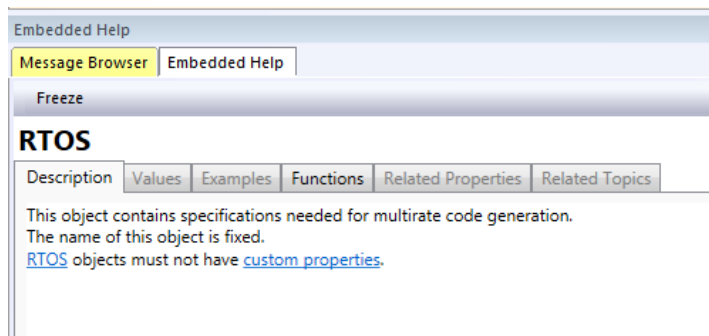 Embedded Help
Message Browser Embedded Help
Freeze
RTOS
Description Values Examples Functions Related Properties Related Topics
This object contains specifications needed for multirate code generation.
The name of this object is fixed.
RTOS objects must not have custom properties.